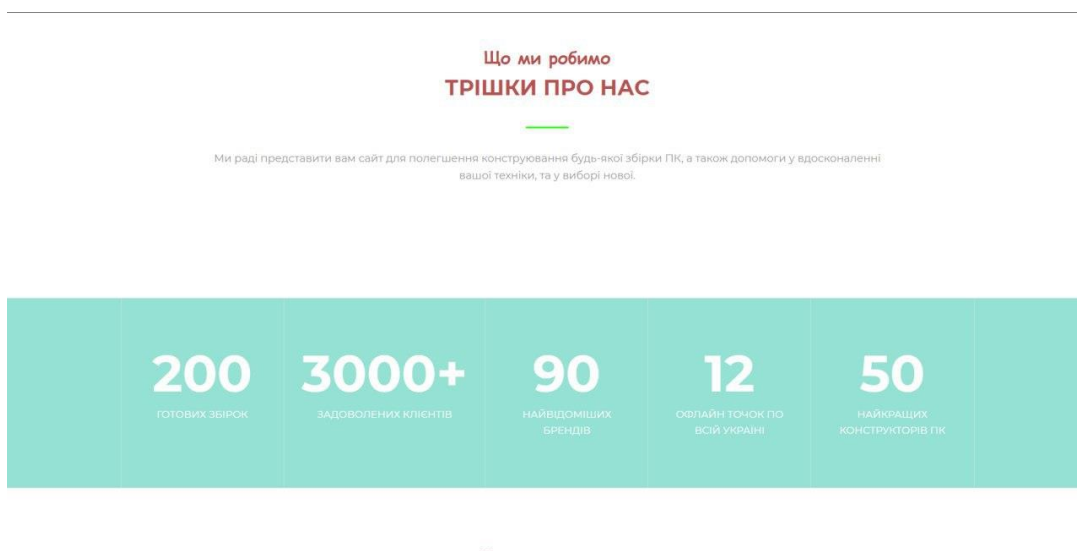 Що ми робимо
ТРІШКИ ПРО НАС
Ми раді представити вам сайт для полегшення конструювання будь-якої збірки ПК, а також допомоги у вдосконаленні
вашої техніки, та у виборі нової.
200
ГОТОВИХ ЗБІРОК
3000+
ЗАДОВОЛЕНИХ КЛІЄНТІВ
90
НАЙВІДОМІШИХ
БРЕНДІВ
12
ОФЛАЙН ТОЧОК ПО
ВСІЙ УКРАЇНІ
50
НАЙКРАЩИХ
КОНСТРУКТОРІВ ПК